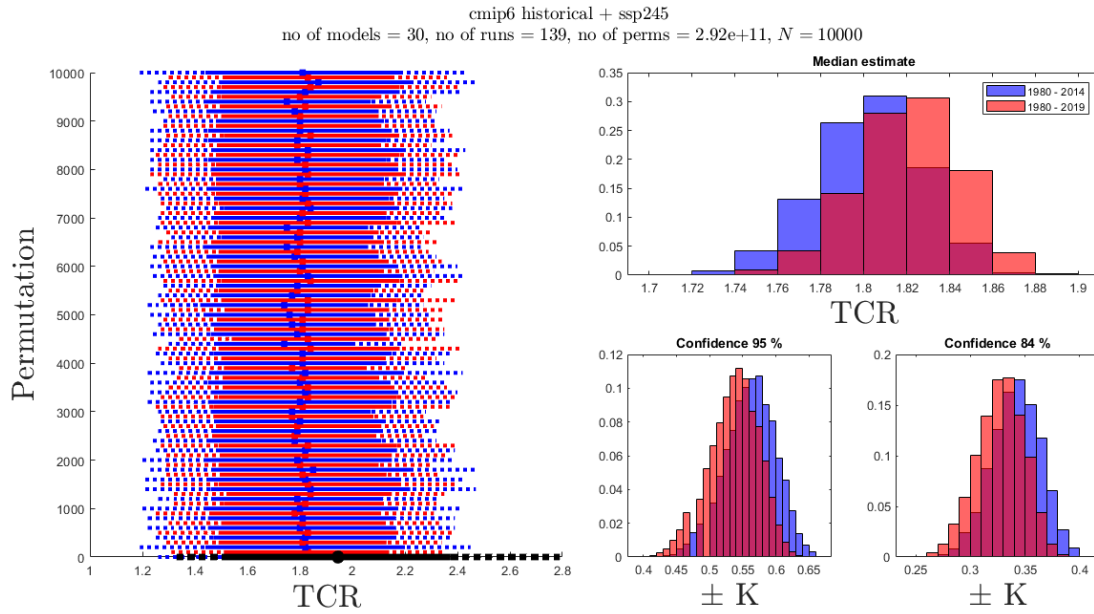 cmip6 historical + ssp245
no of models = 30, no of runs = 139, no of perms = 2.92e+11, N = 10000
Permutation
10000
9000
8000
7000
6000
5000
4000
3000
2000
1000
0
1 1.2 1.4 1.6 1.8 2 2.2 2.4 2.6 2.8
TCR
Median estimate
0.35
0.3
0.25
0.2
0.15
0.1
0.05
0
1980 - 2014
1980 - 2019
1.7 1.72 1.74 1.76 1.78 1.8 1.82 1.84 1.86 1.88 1.9
TCR
Confidence 95 %
0.12
0.1
0.08
0.06
0.04
0.02
0
0.4 0.45 0.5 0.55 0.6 0.65
± K
Confidence 84 %
0.2
0.15
0.1
0.05
0
0.25 0.3 0.35 0.4
± K